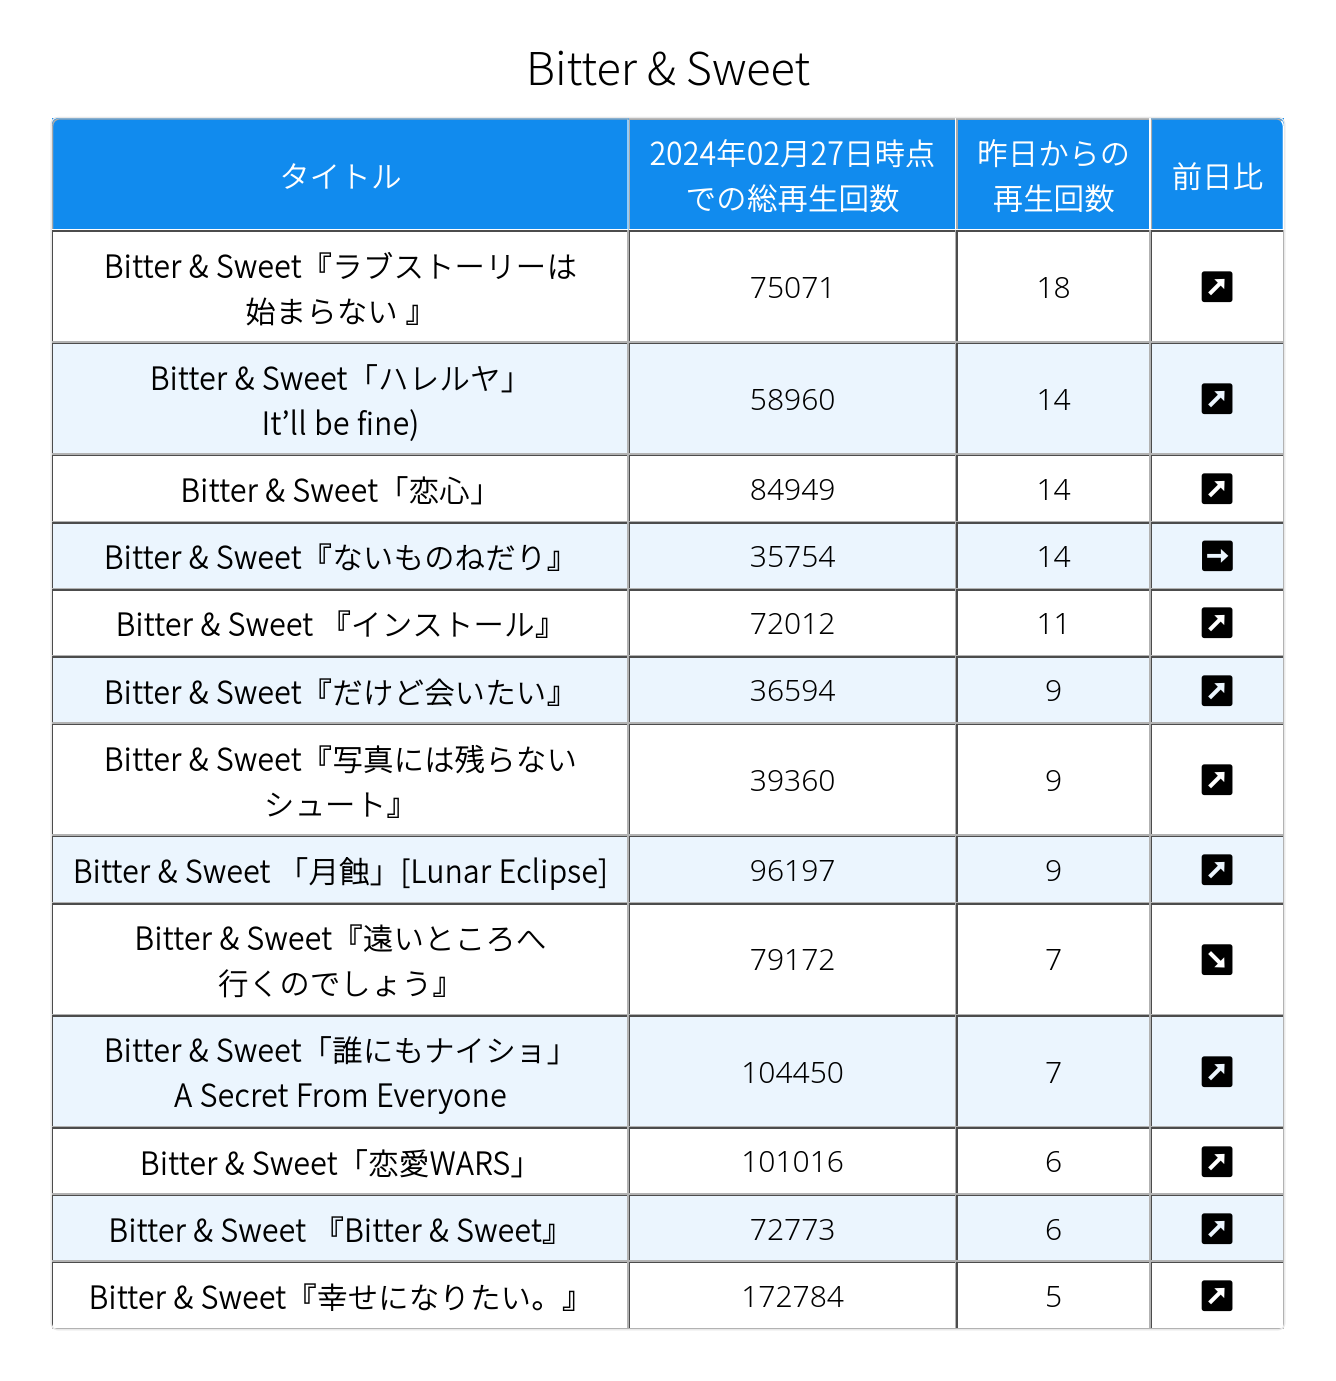 Bitter & Sweet
タイトル
2024年02月27日時点
での総再生回数
昨日からの
再生回数
前日比
Bitter & Sweet『ラブストーリーは
始まらない 』
75071
18
Bitter & Sweet「ハレルヤ」
It’ll be fine)
58960
14
Bitter & Sweet「恋心」
84949
14
Bitter & Sweet『ないものねだり』
35754
14
Bitter & Sweet 『インストール』
72012
11
Bitter & Sweet『だけど会いたい』
36594
9
Bitter & Sweet『写真には残らない
シュート』
39360
9
Bitter & Sweet 「月蝕」[Lunar Eclipse]
96197
9
Bitter & Sweet『遠いところへ
行くのでしょう』
79172
7
Bitter & Sweet「誰にもナイショ」
A Secret From Everyone
104450
7
Bitter & Sweet「恋愛WARS」
101016
6
Bitter & Sweet 『Bitter & Sweet』
72773
6
Bitter & Sweet『幸せになりたい。』
172784
5